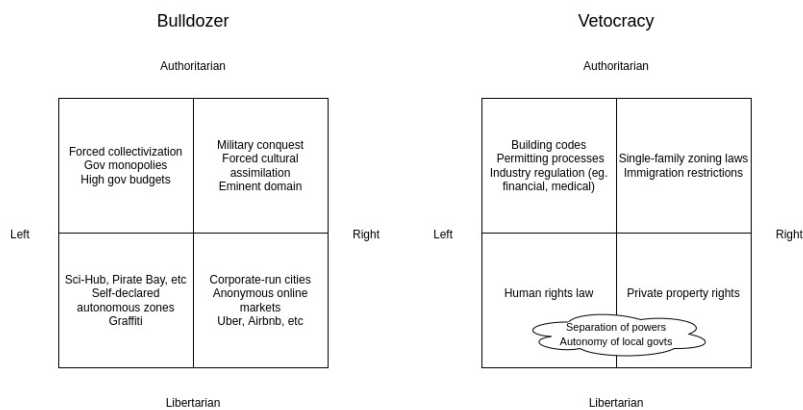 Bulldozer
Authoritarian
Left
Right
Forced collectivization
Gov monopolies
High gov budgets
Military conquest
Forced cultural
assimilation
Eminent domain
Sci-Hub, Pirate Bay, etc
Self-declared
autonomous zones
Graffiti
Corporate-run cities
Anonymous online
markets
Uber, Airbnb, etc
Libertarian
Vetocracy
Authoritarian
Left
Right
Building codes
Permitting processes
Industry regulation (eg.
financial, medical)
Single-family zoning laws
Immigration restrictions
Human rights law
Private property rights
Separation of powers
Autonomy of local govts
Libertarian